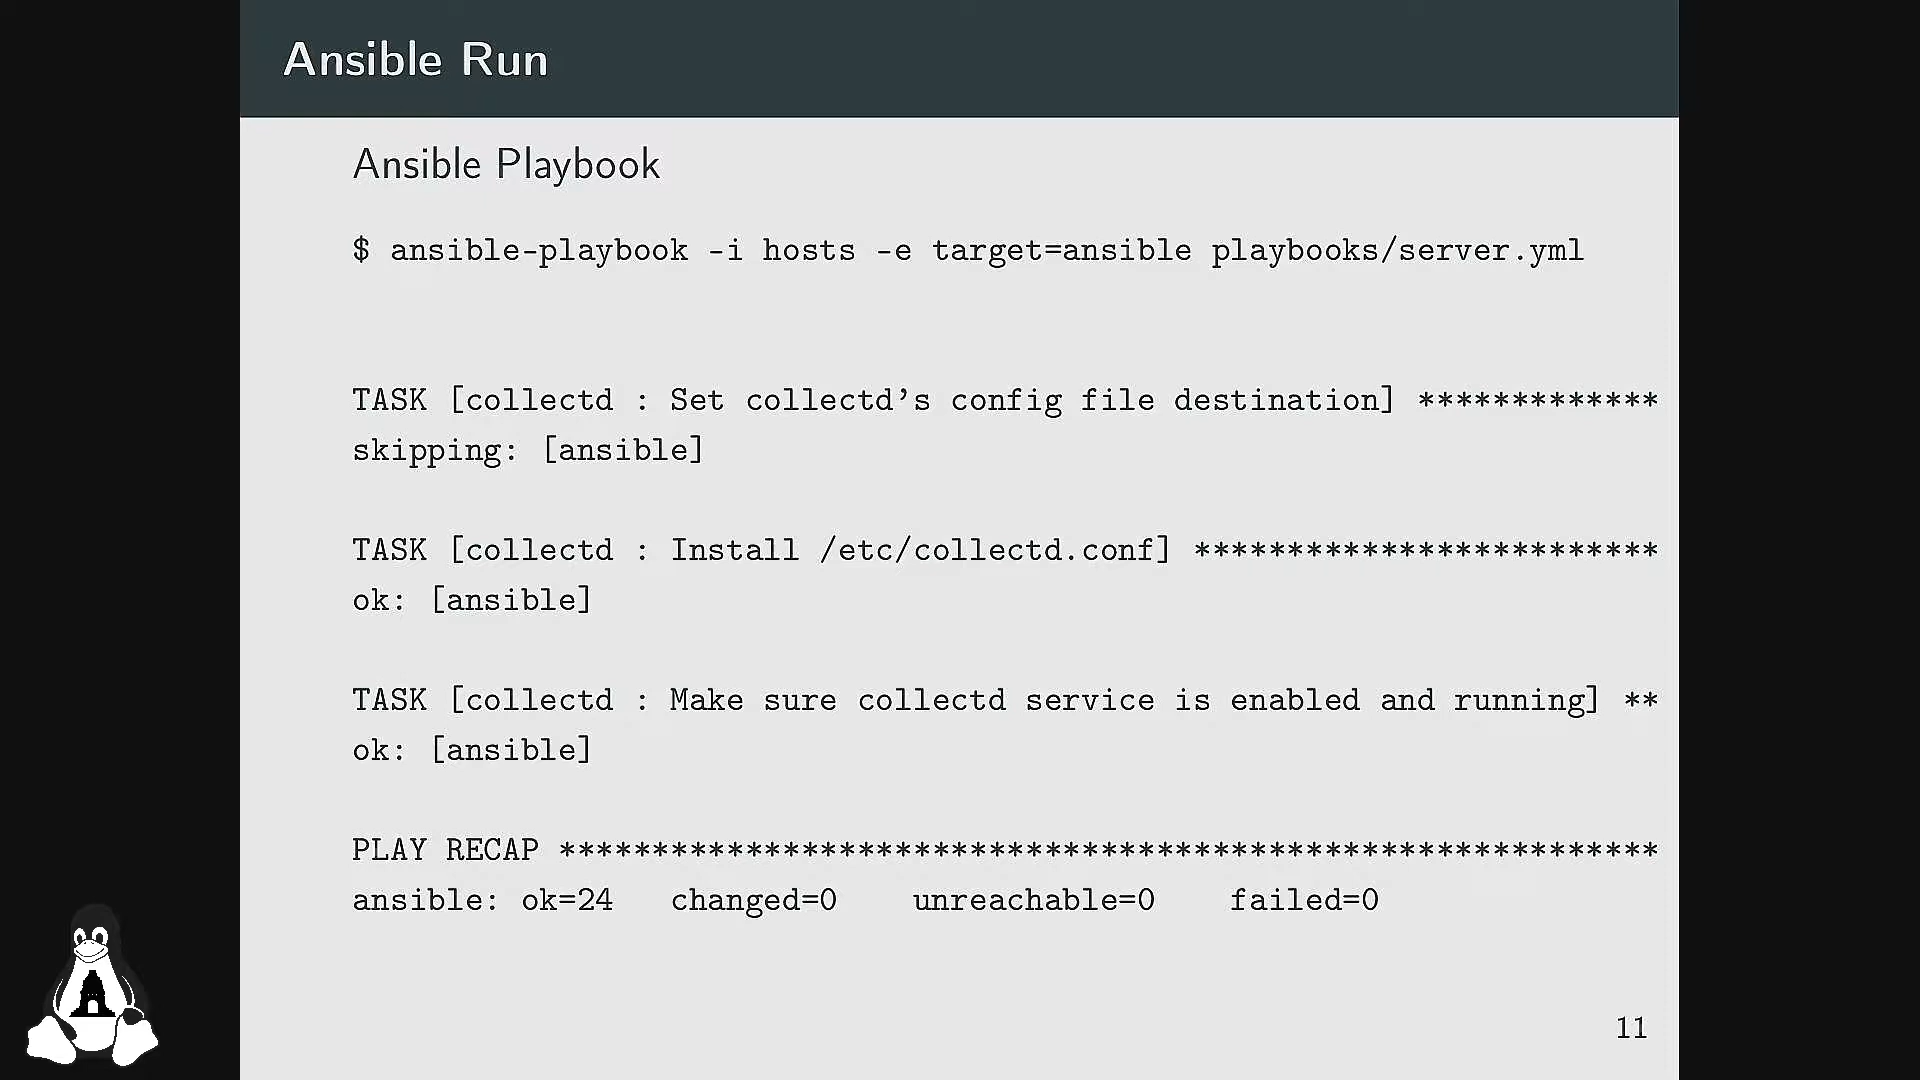 Ansible Run
Ansible Playbook
$ ansible-playbook -i hosts -e target=ansible playbooks/server.yml
TASK [collectd : Set collectd's config file destination] *************
skipping: [ansible]
TASK [collectd : Install /etc/collectd.conf] *************************
ok: [ansible]
TASK [collectd : Make sure collectd service is enabled and running] **
ok: [ansible]
PLAY RECAP ***********************************************************
ansible: ok=24 changed=0 unreachable=0 failed=0
11